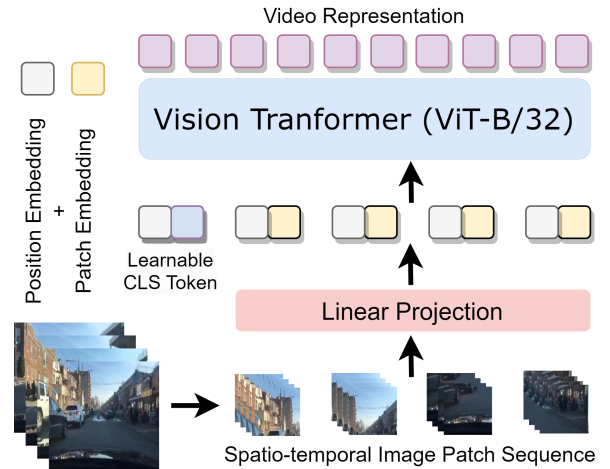 Video Representation
Vision Tranformer (ViT-B/32)
Position Embedding
+
Patch Embedding
Learnable
CLS Token
Linear Projection
Spatio-temporal Image Patch Sequence